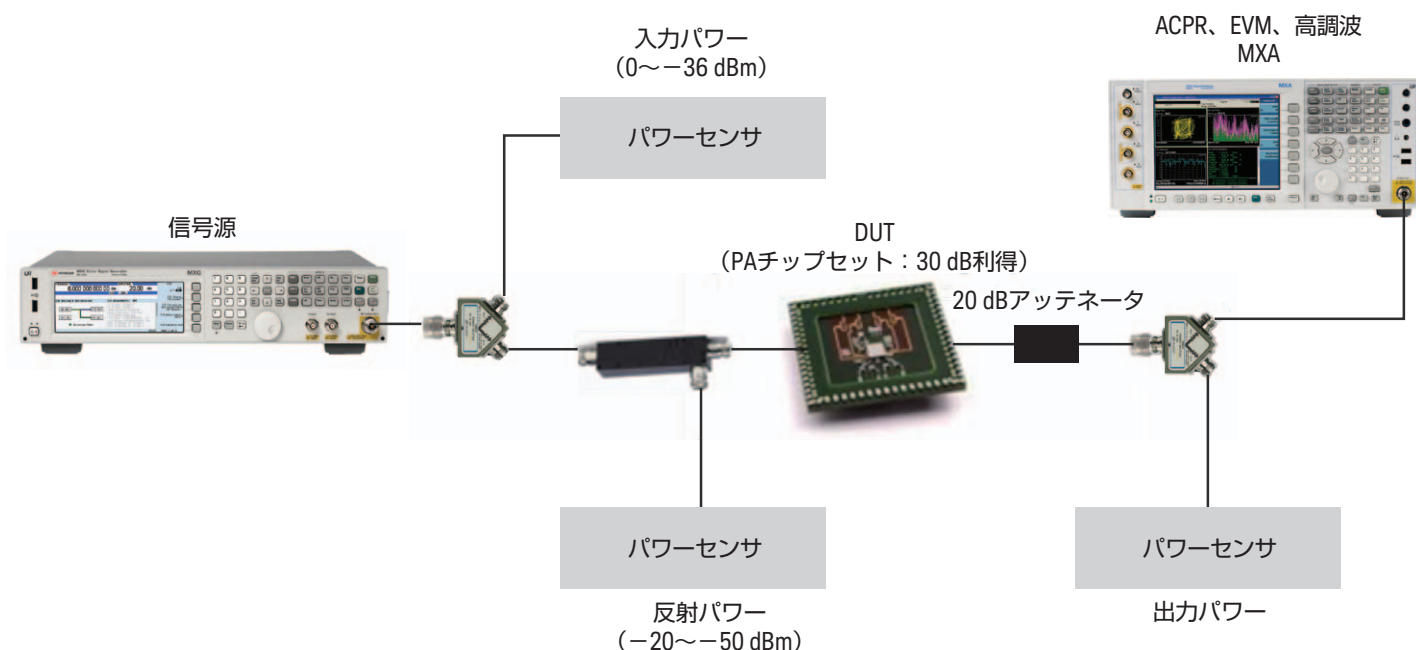 入力パワー
(0〜−36 dBm)
パワーセンサ
ACPR、EVM、高調波
MXA
MXA
信号源
MXG
DUT
(PAチップセット：30 dB利得)
20 dBアッテネータ
パワーセンサ
反射パワー
(−20〜−50 dBm)
パワーセンサ
出力パワー